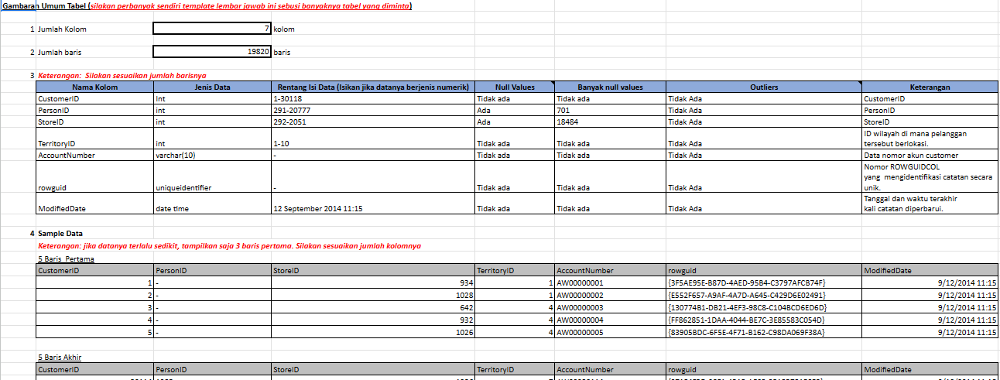 Gambaran Umum Tabel (silakan perbanyak sendiri template lembar jawab ini sebusi banyaknya tabel yang diminta)
1 Jumlah Kolom 7 kolom
2 Jumlah baris 19820 baris
3 Keterangan: Silakan sesuaikan jumlah barisnya
Nama Kolom Jenis Data Rentang Isi Data (Isikan jika datanya berjenis numerik) Null Values Banyak null values Outliers Keterangan
CustomerID Int 1-30118 Tidak ada Tidak ada Tidak Ada CustomerID
PersonID int 291-20777 Ada 701 Tidak Ada PersonID
StoreID int 292-2051 Ada 18484 Tidak Ada StoreID
ID wilayah di mana pelanggan
TerritoryID int 1-10 Tidak ada Tidak ada Tidak Ada tersebut berlokasi.
AccountNumber varchar(10) - Tidak ada Tidak ada Tidak Ada Data nomor akun customer
Nomor ROWGUIDCOL
yang mengidentifikasi catatan secara
rowguid uniqueidentifier - Tidak ada Tidak ada Tidak Ada unik.
Tanggal dan waktu terakhir
ModifiedDate date time 12 September 2014 11:15 Tidak ada Tidak ada Tidak Ada kali catatan diperbarui.
4 Sample Data
Keterangan: jika datanya terlalu sedikit, tampilkan saja 3 baris pertama. Silakan sesuaikan jumlah kolomnya
5 Baris Pertama
CustomerID PersonID StoreID TerritoryID AccountNumber rowguid ModifiedDate
1 - 934 1 AW00000001 {3F5AE95E-B87D-4AED-95B4-C3797AFCB74F} 9/12/2014 11:15
2 - 1028 1 AW00000002 {E552F657-A9AF-4A7D-A645-C429D6E02491} 9/12/2014 11:15
3 - 642 4 AW00000003 {130774B1-DB21-4EF3-98C8-C104BCD6ED6D} 9/12/2014 11:15
4 - 932 4 AW00000004 {FF862851-1DAA-4044-BE7C-3E85583C054D} 9/12/2014 11:15
5 - 1026 4 AW00000005 {83905BDC-6F5E-4F71-B162-C98DA069F38A} 9/12/2014 11:15
5 Baris Akhir
CustomerID PersonID StoreID TerritoryID AccountNumber rowguid ModifiedDate